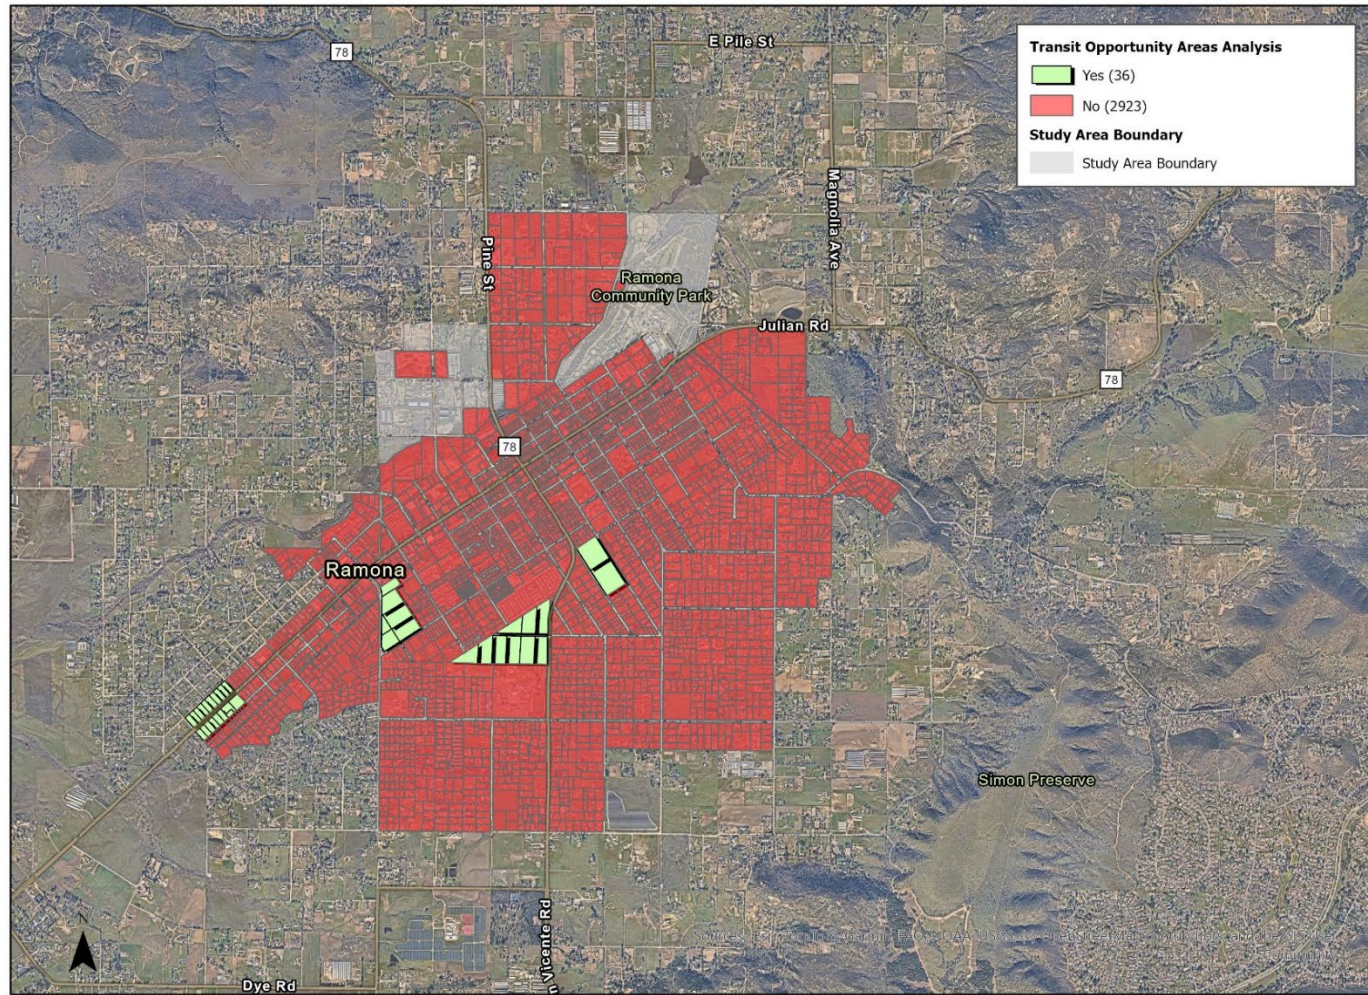 Transit Opportunity Areas Analysis
Yes (36)
No (2923)
Study Area Boundary
Study Area Boundary
E Pile St
78
Magnolia Ave
Pine St
Ramona
Community Park
Julian Rd
78
78
Ramona
Simon Preserve
Vicente Rd
N
Dye Rd